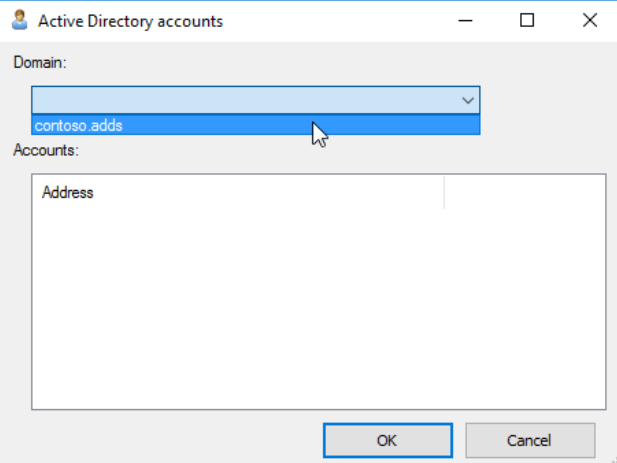 Active Directory accounts
Domain:
contoso.adds
Accounts:
Address
OK
Cancel